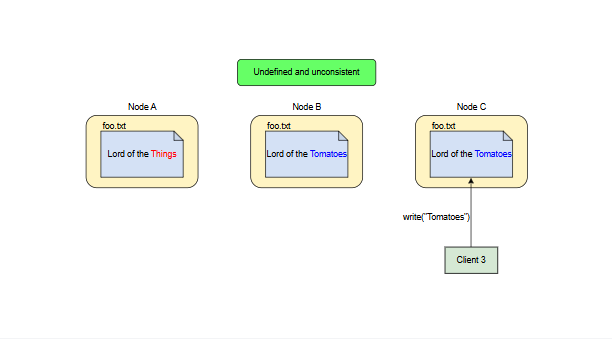 Undefined and unconsistent
Node A
Node B
Node C
foo.txt
foo.txt
foo.txt
Lord of the Things
Lord of the Tomatoes
Lord of the Tomatoes
write("Tomatoes")
Client 3